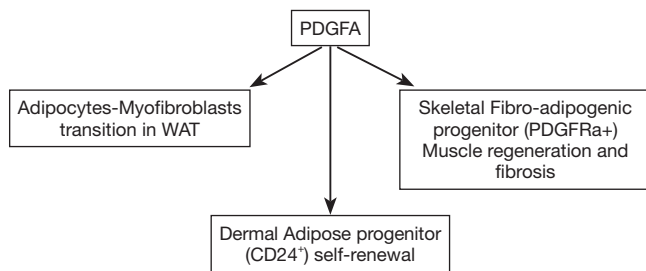 PDGFA
Adipocytes-Myofibroblasts
transition in WAT
Skeletal Fibro-adipogenic
progenitor (PDGFRa+)
Muscle regeneration and
fibrosis
Dermal Adipose progenitor
(CD24⁺) self-renewal